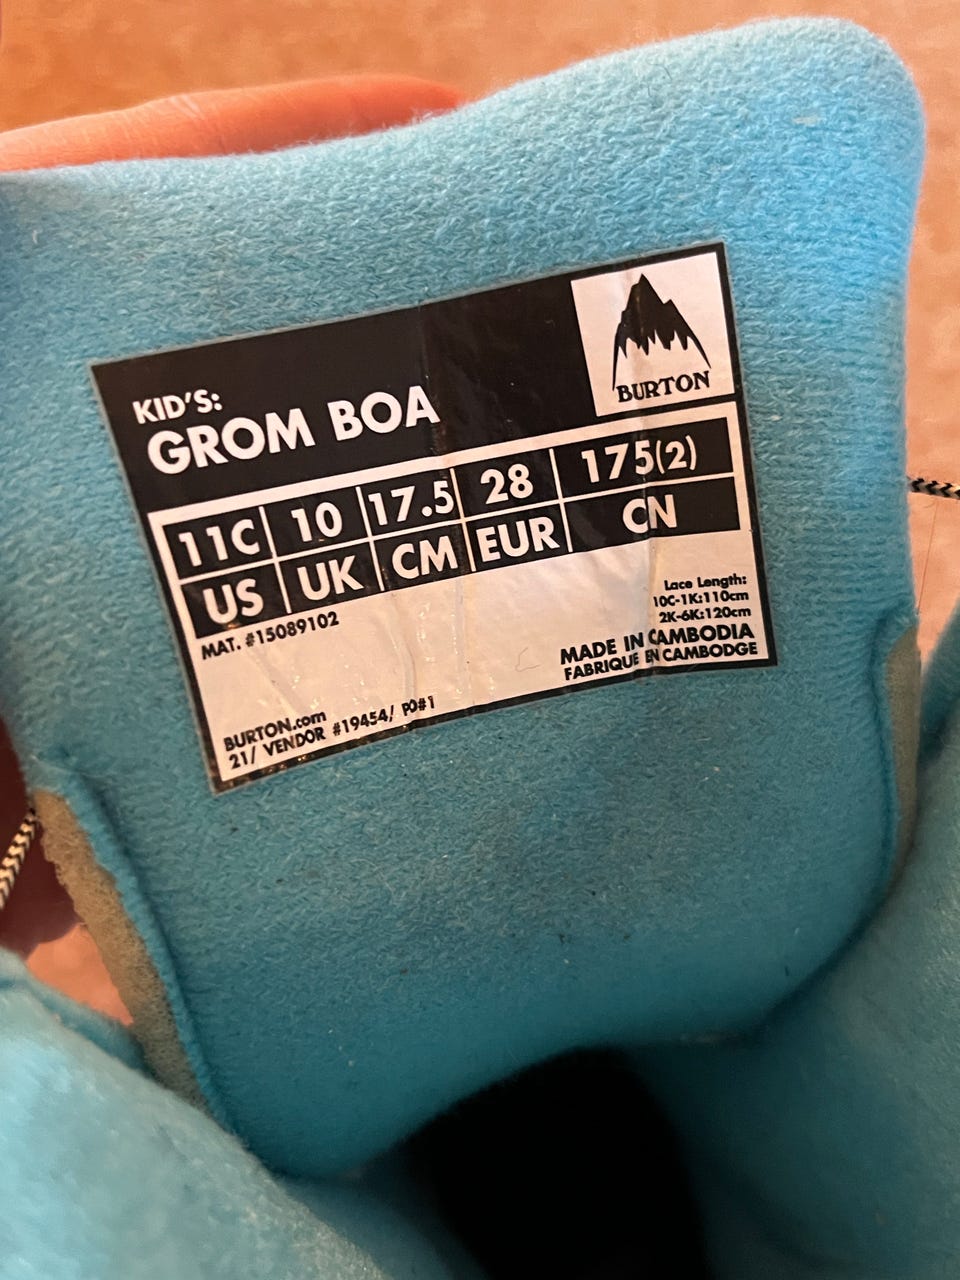 BURTON
KID'S:
GROM BOA
11C 10 17.5 28 175(2)
US UK CM EUR CN
MAT. #15089102
Lace Length:
10C-1K:110cm
2K-6K:120cm
MADE IN CAMBODIA
FABRIQUE EN CAMBODGE
BURTON.com
21/ VENDOR #19454/ PO#1